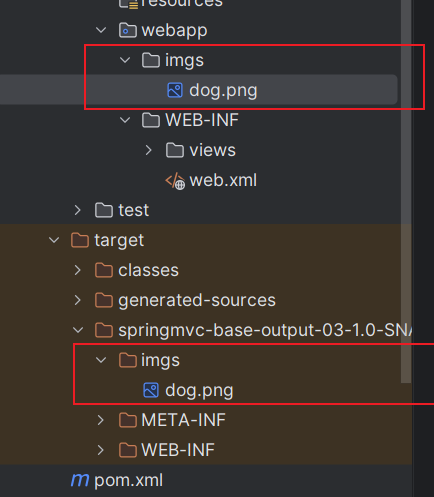 resources
webapp
imgs
dog.png
WEB-INF
views
web.xml
test
target
classes
generated-sources
springmvc-base-output-03-1.0-SNA
imgs
dog.png
META-INF
WEB-INF
pom.xml